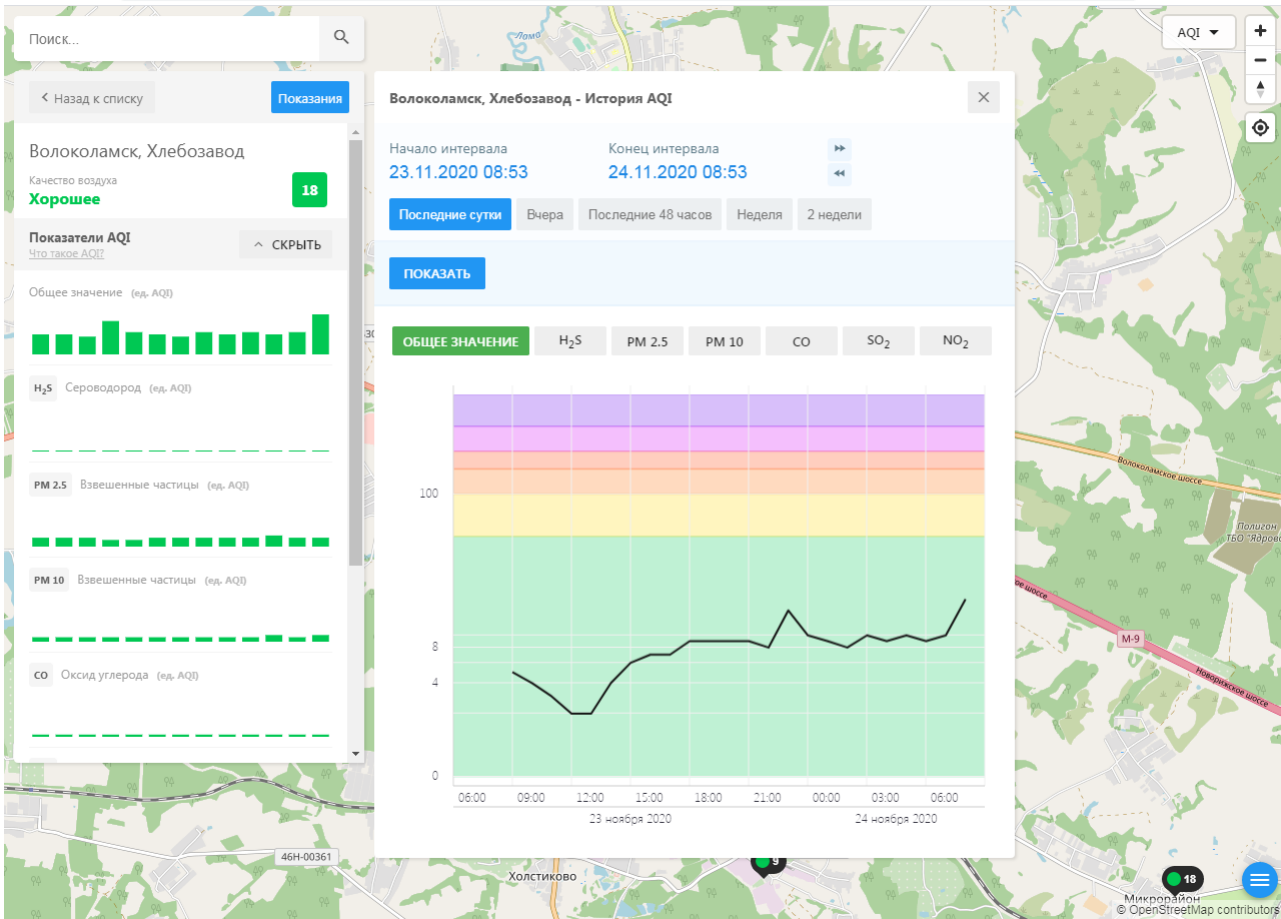 Поиск...
AQI
Назад к списку
Показания
Волоколамск, Хлебозавод
Качество воздуха
Хорошее
18
Показатели AQI
Что такое AQI?
СКРЫТЬ
Общее значение (ед. AQI)
H₂S Сероводород (ед. AQI)
PM 2.5 Взвешенные частицы (ед. AQI)
PM 10 Взвешенные частицы (ед. AQI)
CO Оксид углерода (ед. AQI)
Волоколамск, Хлебозавод - История AQI
Начало интервала Конец интервала
23.11.2020 08:53 24.11.2020 08:53
Последние сутки Вчера Последние 48 часов Неделя 2 недели
ПОКАЗАТЬ
ОБЩЕЕ ЗНАЧЕНИЕ H₂S PM 2.5 PM 10 CO SO₂ NO₂
100
8
4
0
06:00 09:00 12:00 15:00 18:00 21:00 00:00 03:00 06:00
23 ноября 2020 24 ноября 2020
Волоколамское шоссе
Полигон
М-9
Новорижское шоссе
46Н-00361
Холстиково
9
18
Микрорайон
© OpenStreetMap contributors